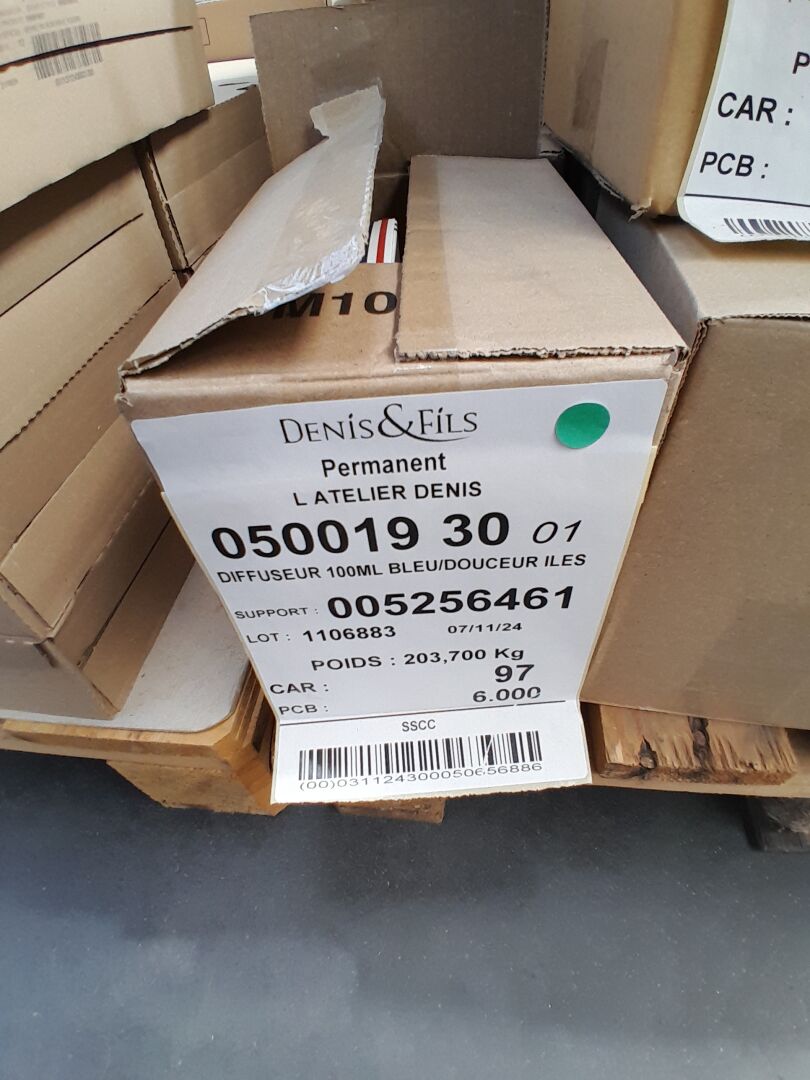 P
CAR :
PCB :
M10
DENIS&FILS
Permanent
L ATELIER DENIS
050019 30 01
DIFFUSEUR 100ML BLEU/DOUCEUR ILES
SUPPORT : 005256461
LOT : 1106883 07/11/24
POIDS : 203,700 Kg
CAR : 97
PCB : 6.000
SSCC
(00)031124300050656886